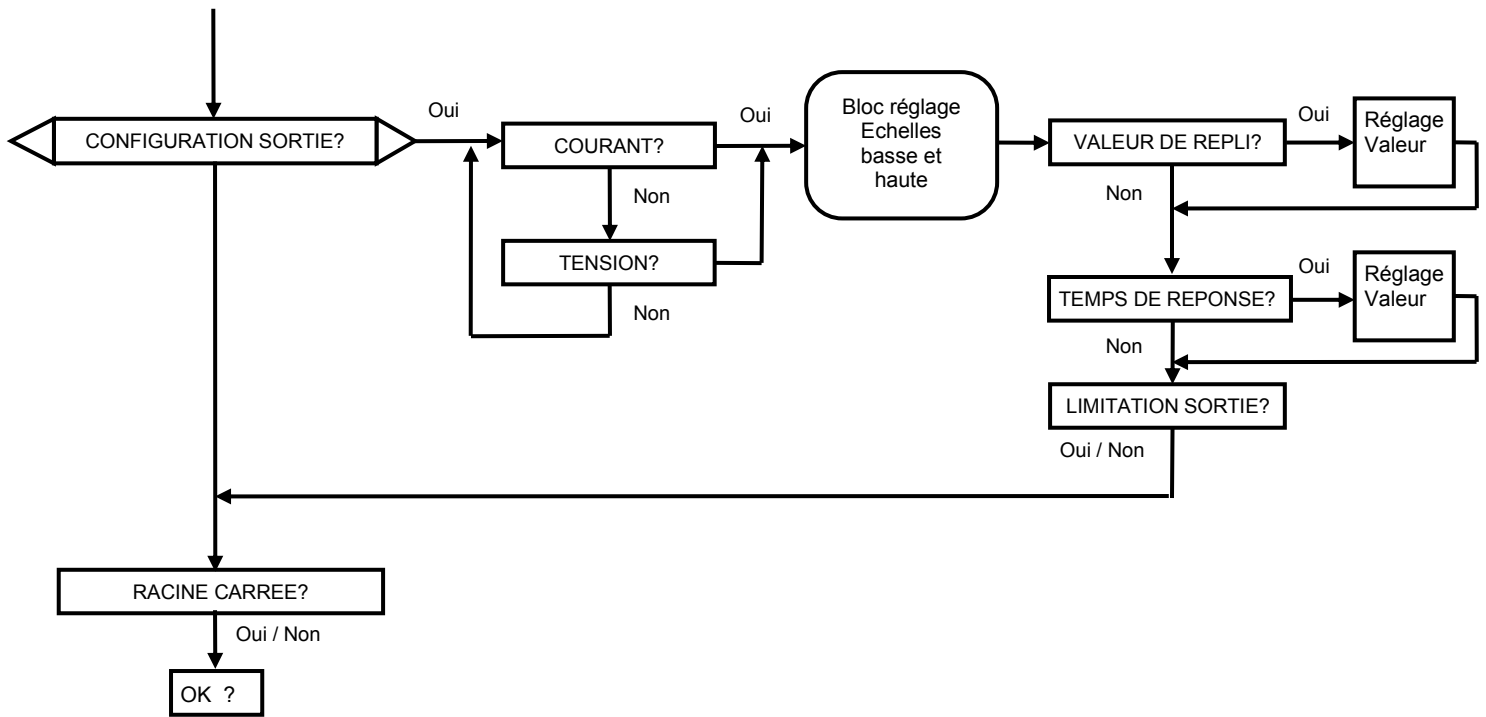 CONFIGURATION SORTIE?
Oui
COURANT?
Non
TENSION?
Non
Oui
Bloc réglage
Echelles
basse et
haute
VALEUR DE REPLI?
Oui
Réglage
Valeur
Non
TEMPS DE REPONSE?
Oui
Réglage
Valeur
Non
LIMITATION SORTIE?
Oui / Non
RACINE CARREE?
Oui / Non
OK ?